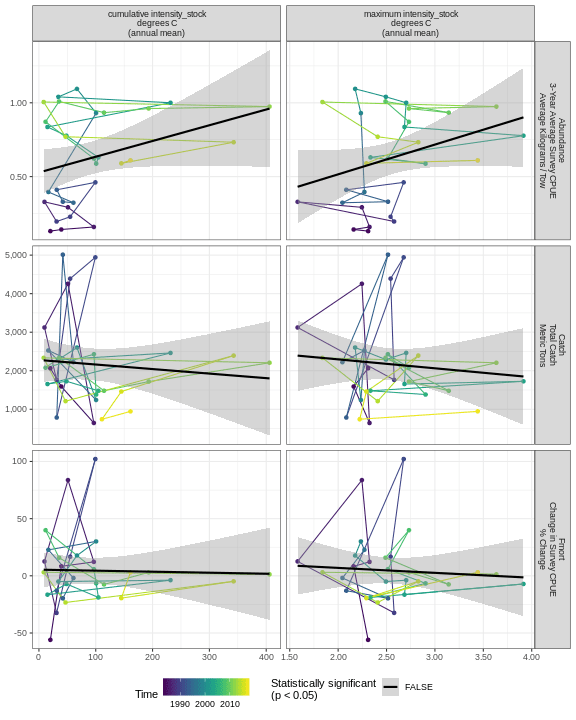 cumulative intensity_stock
degrees C
(annual mean)
maximum intensity_stock
degrees C
(annual mean)
1.00
0.50
Abundance
3-Year Average Survey CPUE
Average Kilograms / Tow
5,000
4,000
3,000
2,000
1,000
Catch
Total Catch
Metric Tons
100
50
0
-50
Fmort
Change in Survey CPUE
% Change
0
100
200
300
400
1.50
2.00
2.50
3.00
3.50
4.00
Time
1990 2000 2010
Statistically significant
(p < 0.05)
FALSE